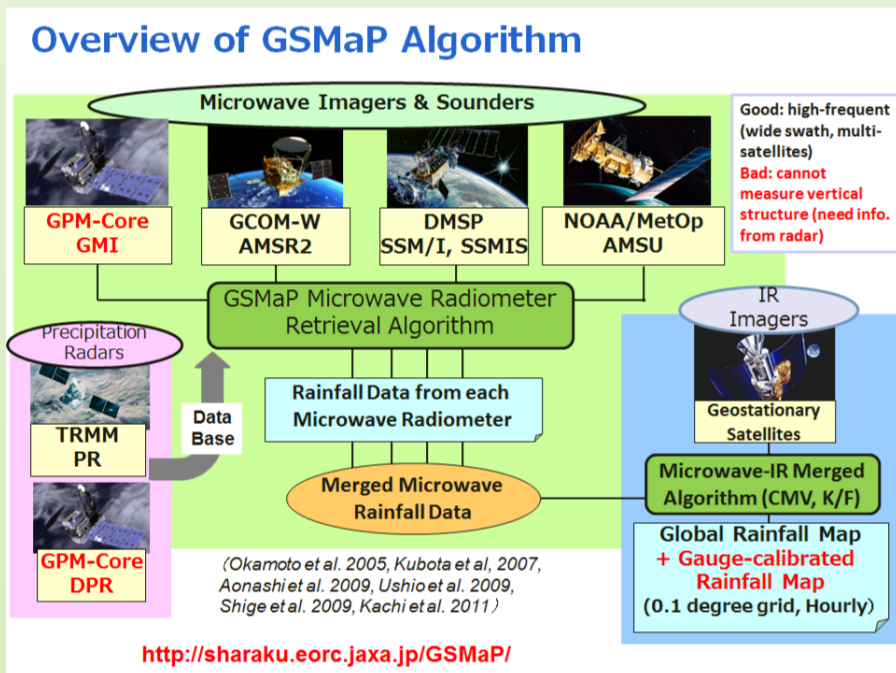 Overview of GSMaP Algorithm
Microwave Imagers & Sounders
Good: high-frequent
(wide swath, multi-
satellites)
Bad: cannot
measure vertical
structure (need info.
from radar)
GPM-Core
GMI
GCOM-W
AMSR2
DMSP
SSM/I, SSMIS
NOAA/MetOp
AMSU
GSMaP Microwave Radiometer
Retrieval Algorithm
IR
Imagers
Precipitation
Radars
Data
Base
Rainfall Data from each
Microwave Radiometer
Geostationary
Satellites
TRMM
PR
Merged Microwave
Rainfall Data
Microwave-IR Merged
Algorithm (CMV, K/F)
GPM-Core
DPR
Global Rainfall Map
+ Gauge-calibrated
Rainfall Map
(0.1 degree grid, Hourly)
(Okamoto et al. 2005, Kubota et al, 2007,
Aonashi et al. 2009, Ushio et al. 2009,
Shige et al. 2009, Kachi et al. 2011)
http://sharaku.eorc.jaxa.jp/GSMaP/